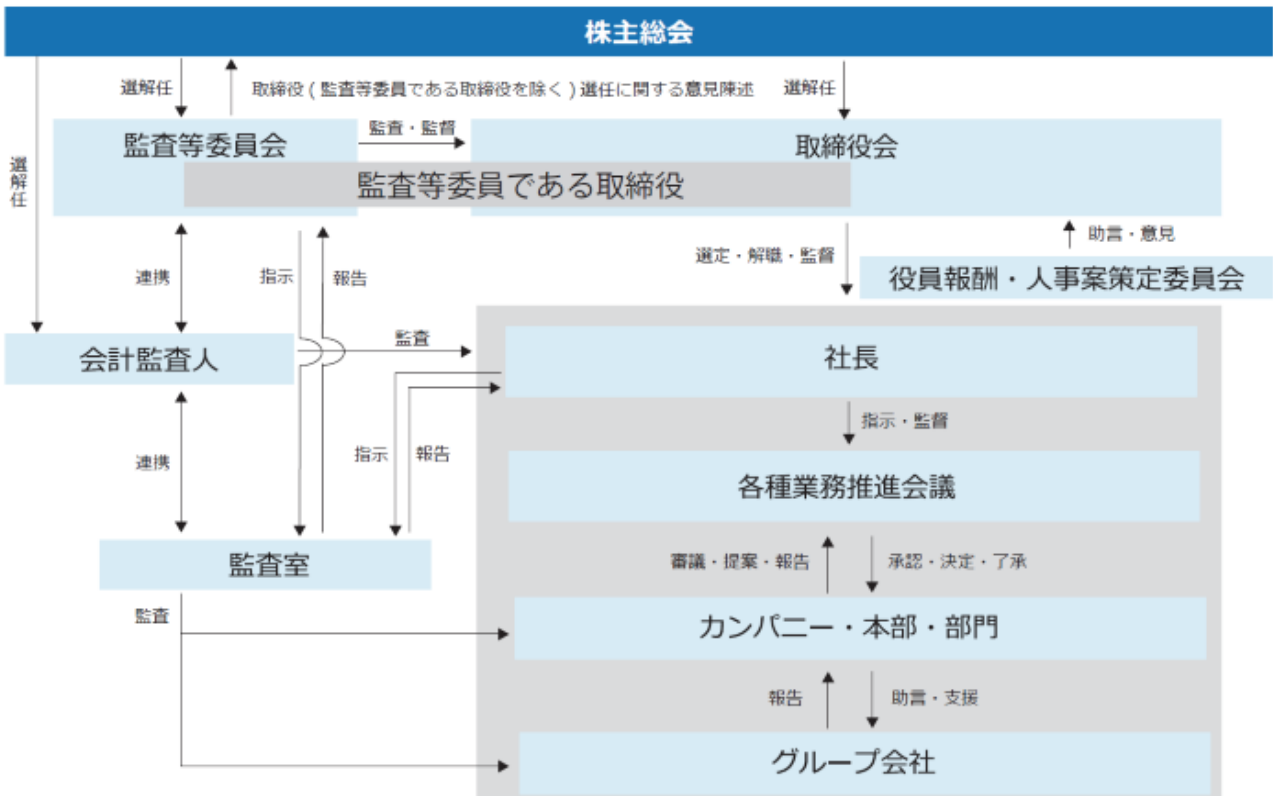 株主総会
選解任
取締役 ( 監査等委員である取締役を除く ) 選任に関する意見陳述
選解任
選解任
監査等委員会
監査・監督
取締役会
監査等委員である取締役
連携
指示
報告
選定・解職・監督
助言・意見
役員報酬・人事案策定委員会
会計監査人
監査
社長
指示・監督
連携
指示
報告
各種業務推進会議
監査室
審議・提案・報告
承認・決定・了承
監査
カンパニー・本部・部門
報告
助言・支援
グループ会社